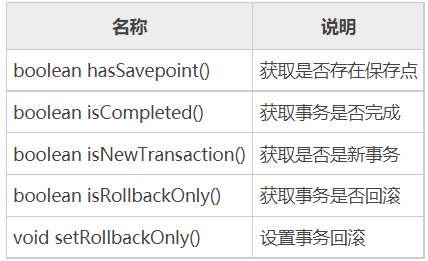 名称 说明
boolean hasSavepoint() 获取是否存在保存点
boolean isCompleted() 获取事务是否完成
boolean isNewTransaction() 获取是否是新事务
boolean isRollbackOnly() 获取事务是否回滚
void setRollbackOnly() 设置事务回滚